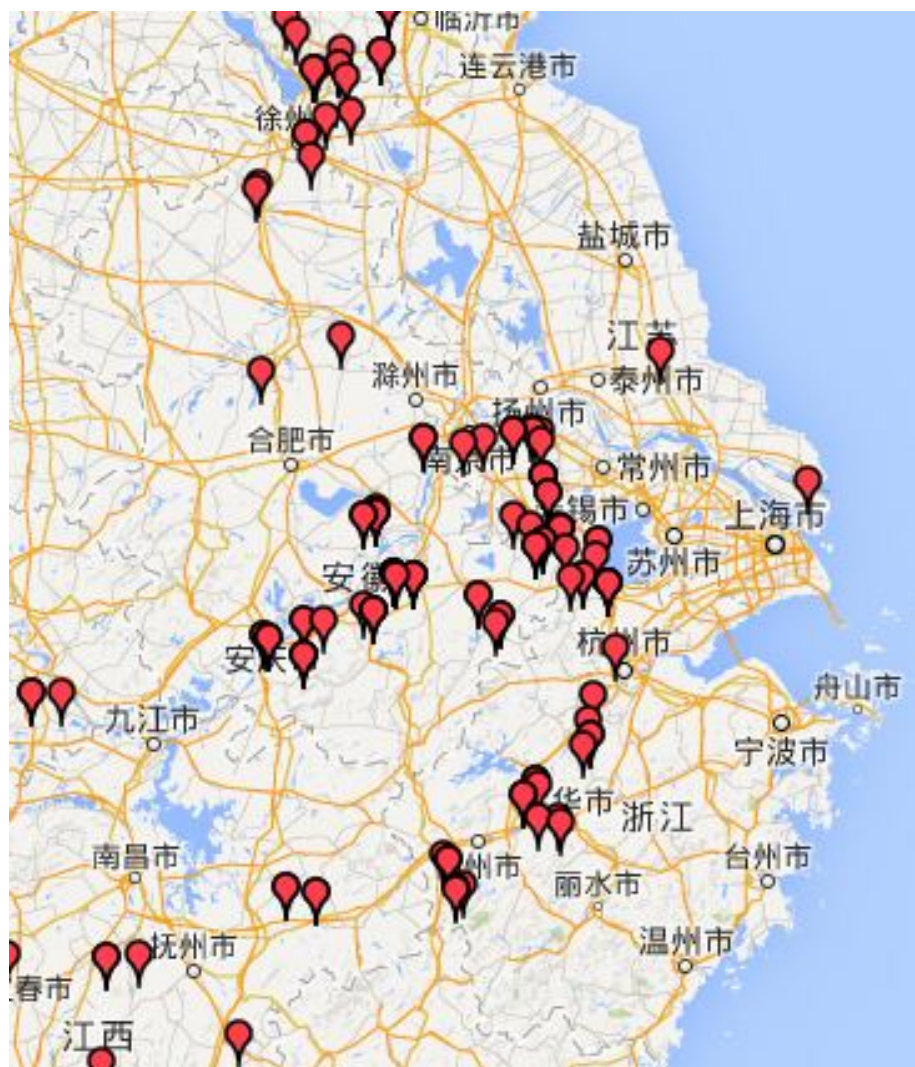 临沂市
连云港市
徐州
盐城市
江苏
滁州市
泰州市
扬州市
合肥市
南京市
常州市
锡市
上海市
安徽
苏州市
杭州市
安庆
舟山市
九江市
宁波市
华市
浙江
南昌市
州市
台州市
丽水市
温州市
抚州市
春市
江西